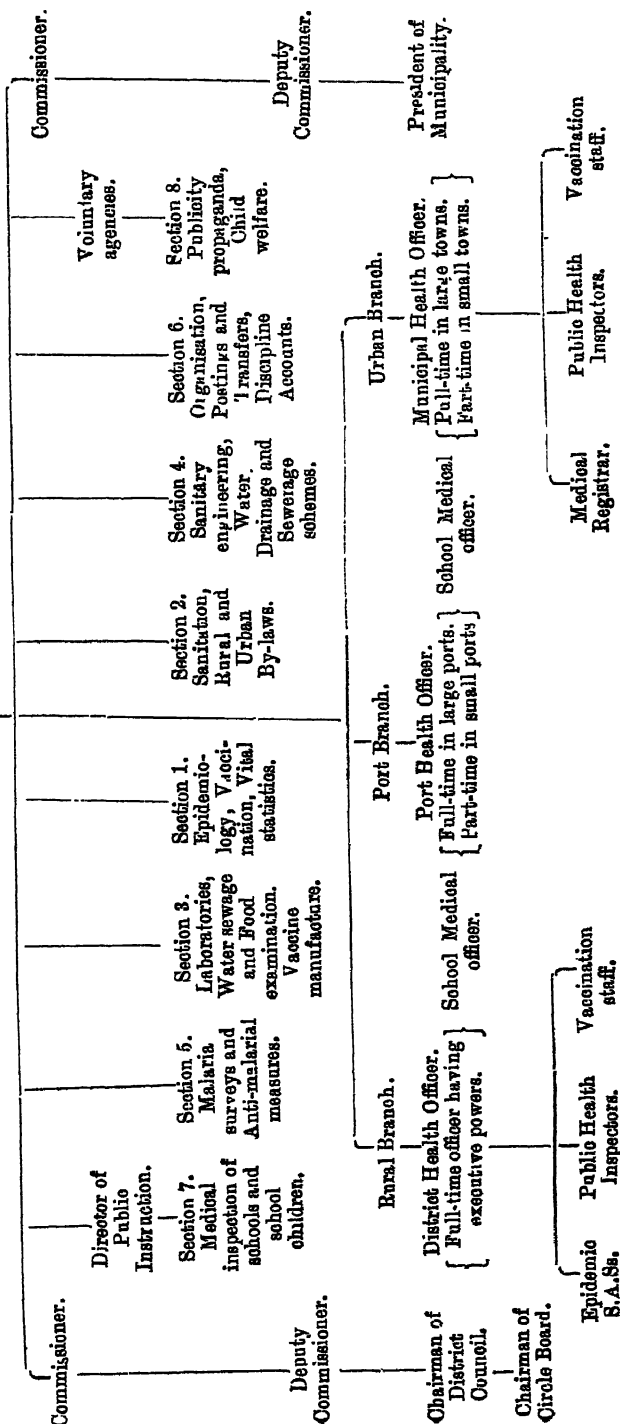 Commissioner.
Director of
Public
Instruction.
Voluntary
agencies.
Commissioner.
Section 7.
Medical
inspection of
schools and
school
children.
Section 5.
Malaria
surveys and
Anti-malarial
measures.
Section 3.
Laboratories,
Water sewage
and Food
examination.
Vaccine
manufacture.
Section 1.
Epidemio-
logy, Vacci-
nation, Vital
statistics.
Section 2.
Sanitation,
Rural and
Urban
By-laws.
Section 4.
Sanitary
engineering,
Water.
Drainage and
Sewerage
schemes.
Section 6.
Organisation,
Postings and
Transfers,
Discipline
Accounts.
Section 8.
Publicity
propaganda,
Child
welfare.
Deputy
Commissioner.
Deputy
Commissioner.
Rural Branch.
Port Branch.
Urban Branch.
Chairman of
District
Council.
District Health Officer.
Full-time officer having
executive powers.
School Medical
officer.
Port Health Officer.
Full-time in large ports.
Part-time in small ports
School Medical
officer.
Municipal Health Officer.
Full-time in large towns.
Part-time in small towns.
President of
Municipality.
Chairman of
Circle Board.
Epidemic
S.A.Ss.
Public Health
Inspectors.
Vaccination
staff.
Medical
Registrar.
Public Health
Inspectors.
Vaccination
staff.